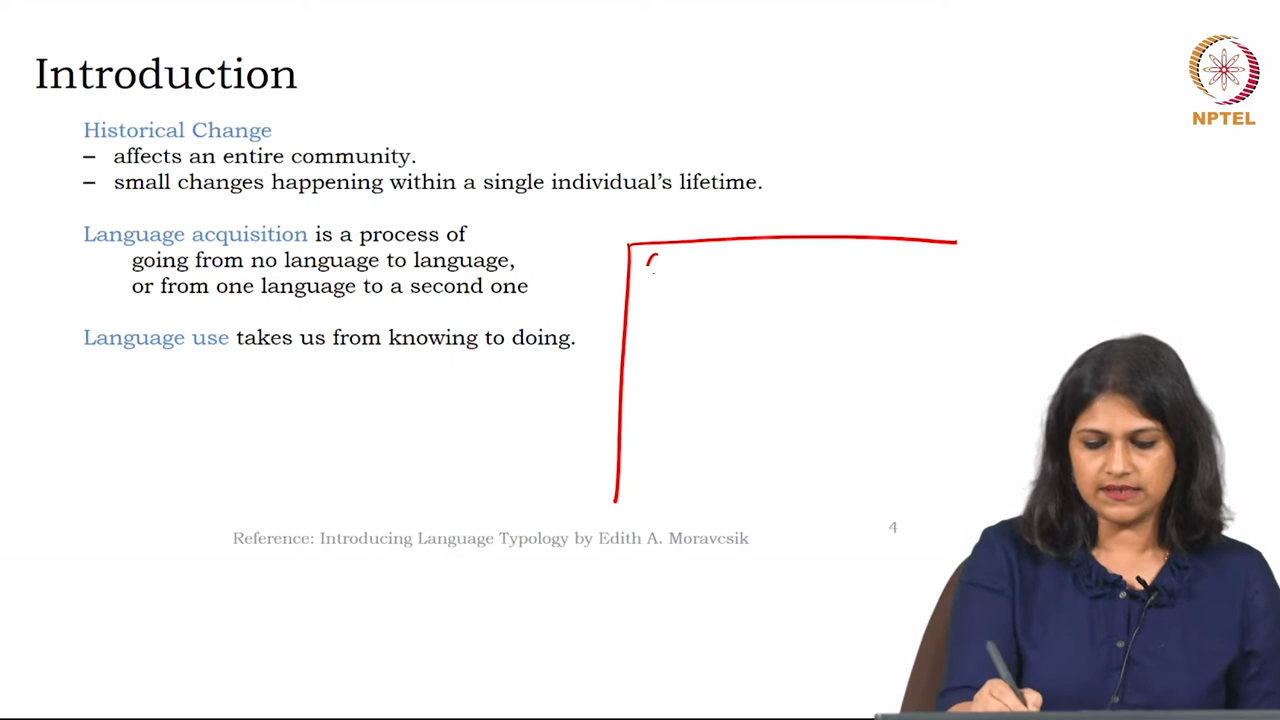 Introduction
NPTEL
Historical Change
– affects an entire community.
– small changes happening within a single individual's lifetime.
Language acquisition is a process of
going from no language to language,
or from one language to a second one
Language use takes us from knowing to doing.
4
Reference: Introducing Language Typology by Edith A. Moravcsik